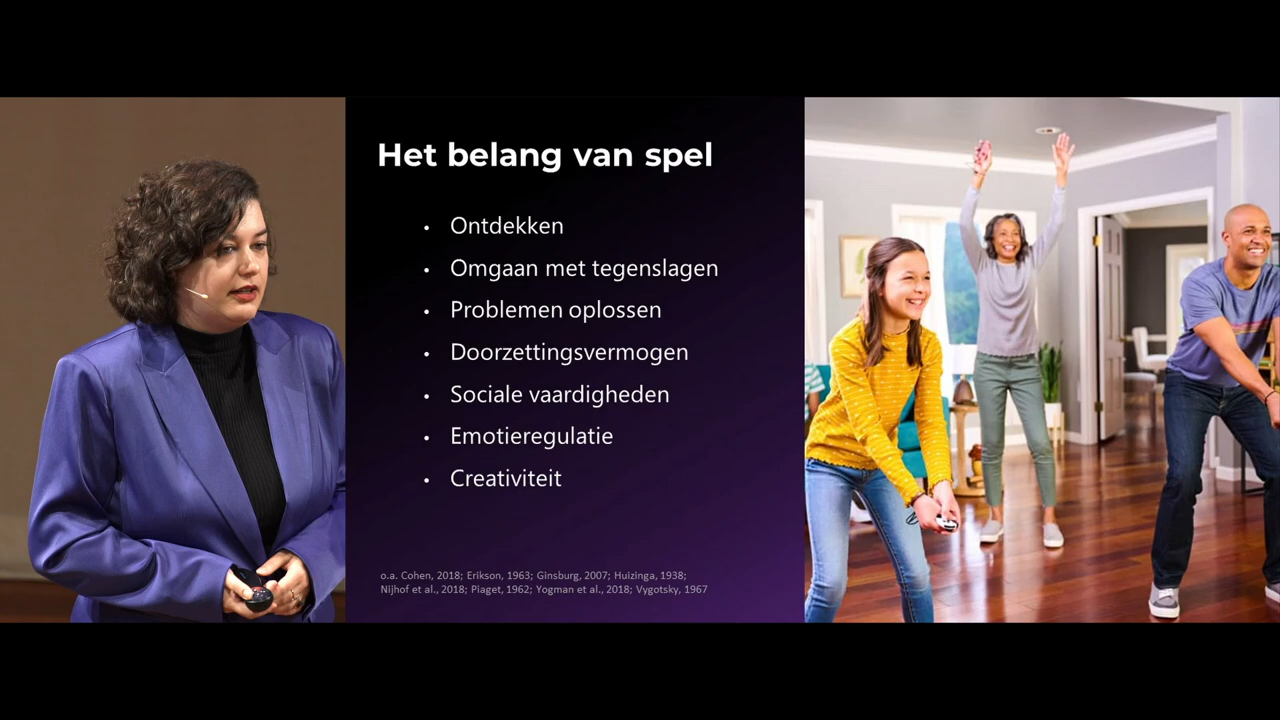 Het belang van spel
• Ontdekken
• Omgaan met tegenslagen
• Problemen oplossen
• Doorzettingsvermogen
• Sociale vaardigheden
• Emotieregulatie
• Creativiteit
o.a. Cohen, 2018; Erikson, 1963; Ginsburg, 2007; Huizinga, 1938;
Nijhof et al., 2018; Piaget, 1962; Yogman et al., 2018; Vygotsky, 1967